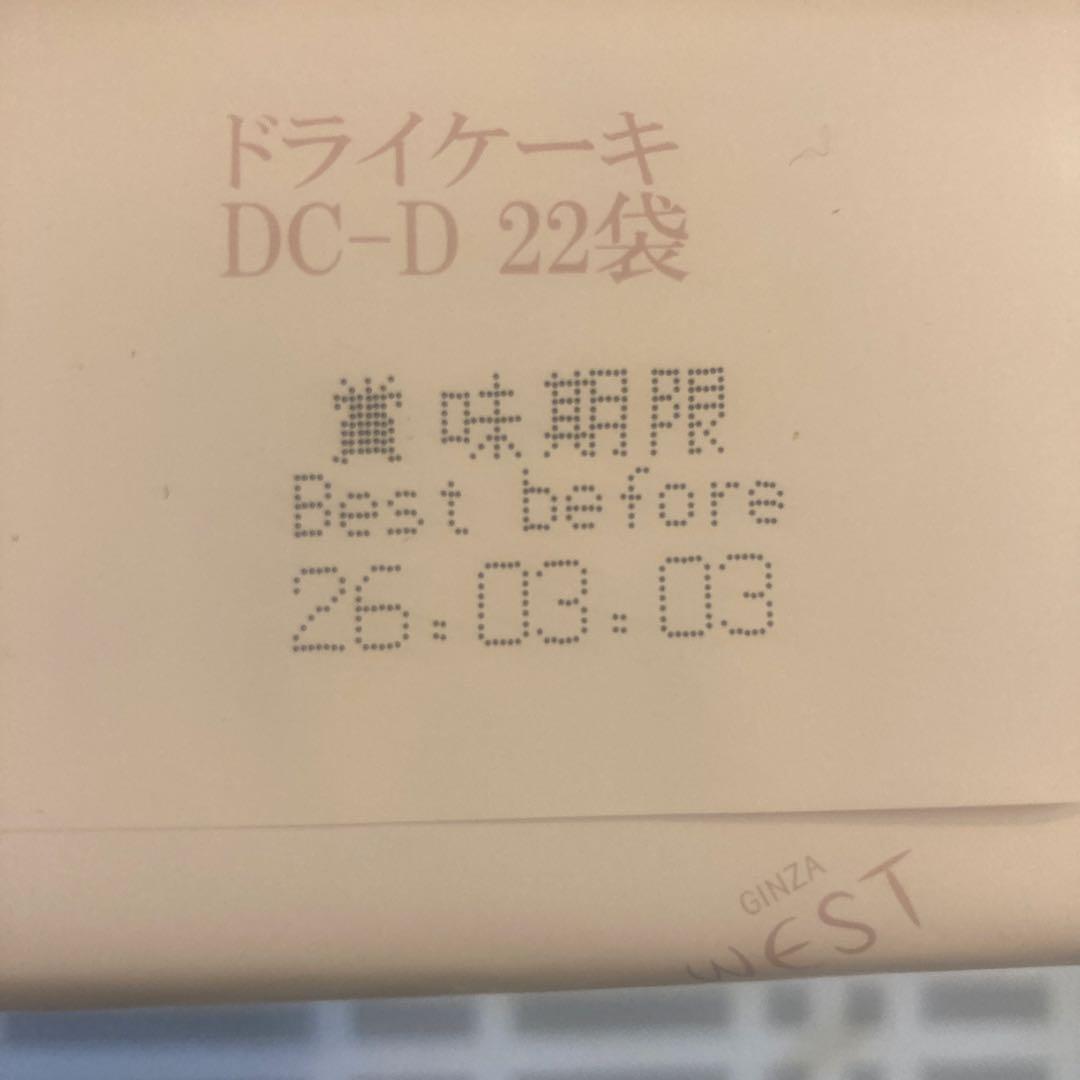 ドライケーキ
DC-D 22袋
賞味期限
Best before
26.03.03
GINZA
WEST